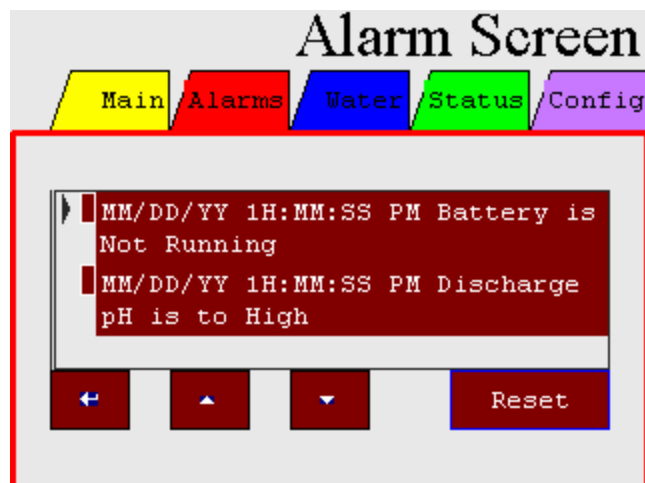 Alarm Screen
Main Alarms Water Status Config
MM/DD/YY 1H:MM:SS PM Battery is
Not Running
MM/DD/YY 1H:MM:SS PM Discharge
pH is to High
Reset